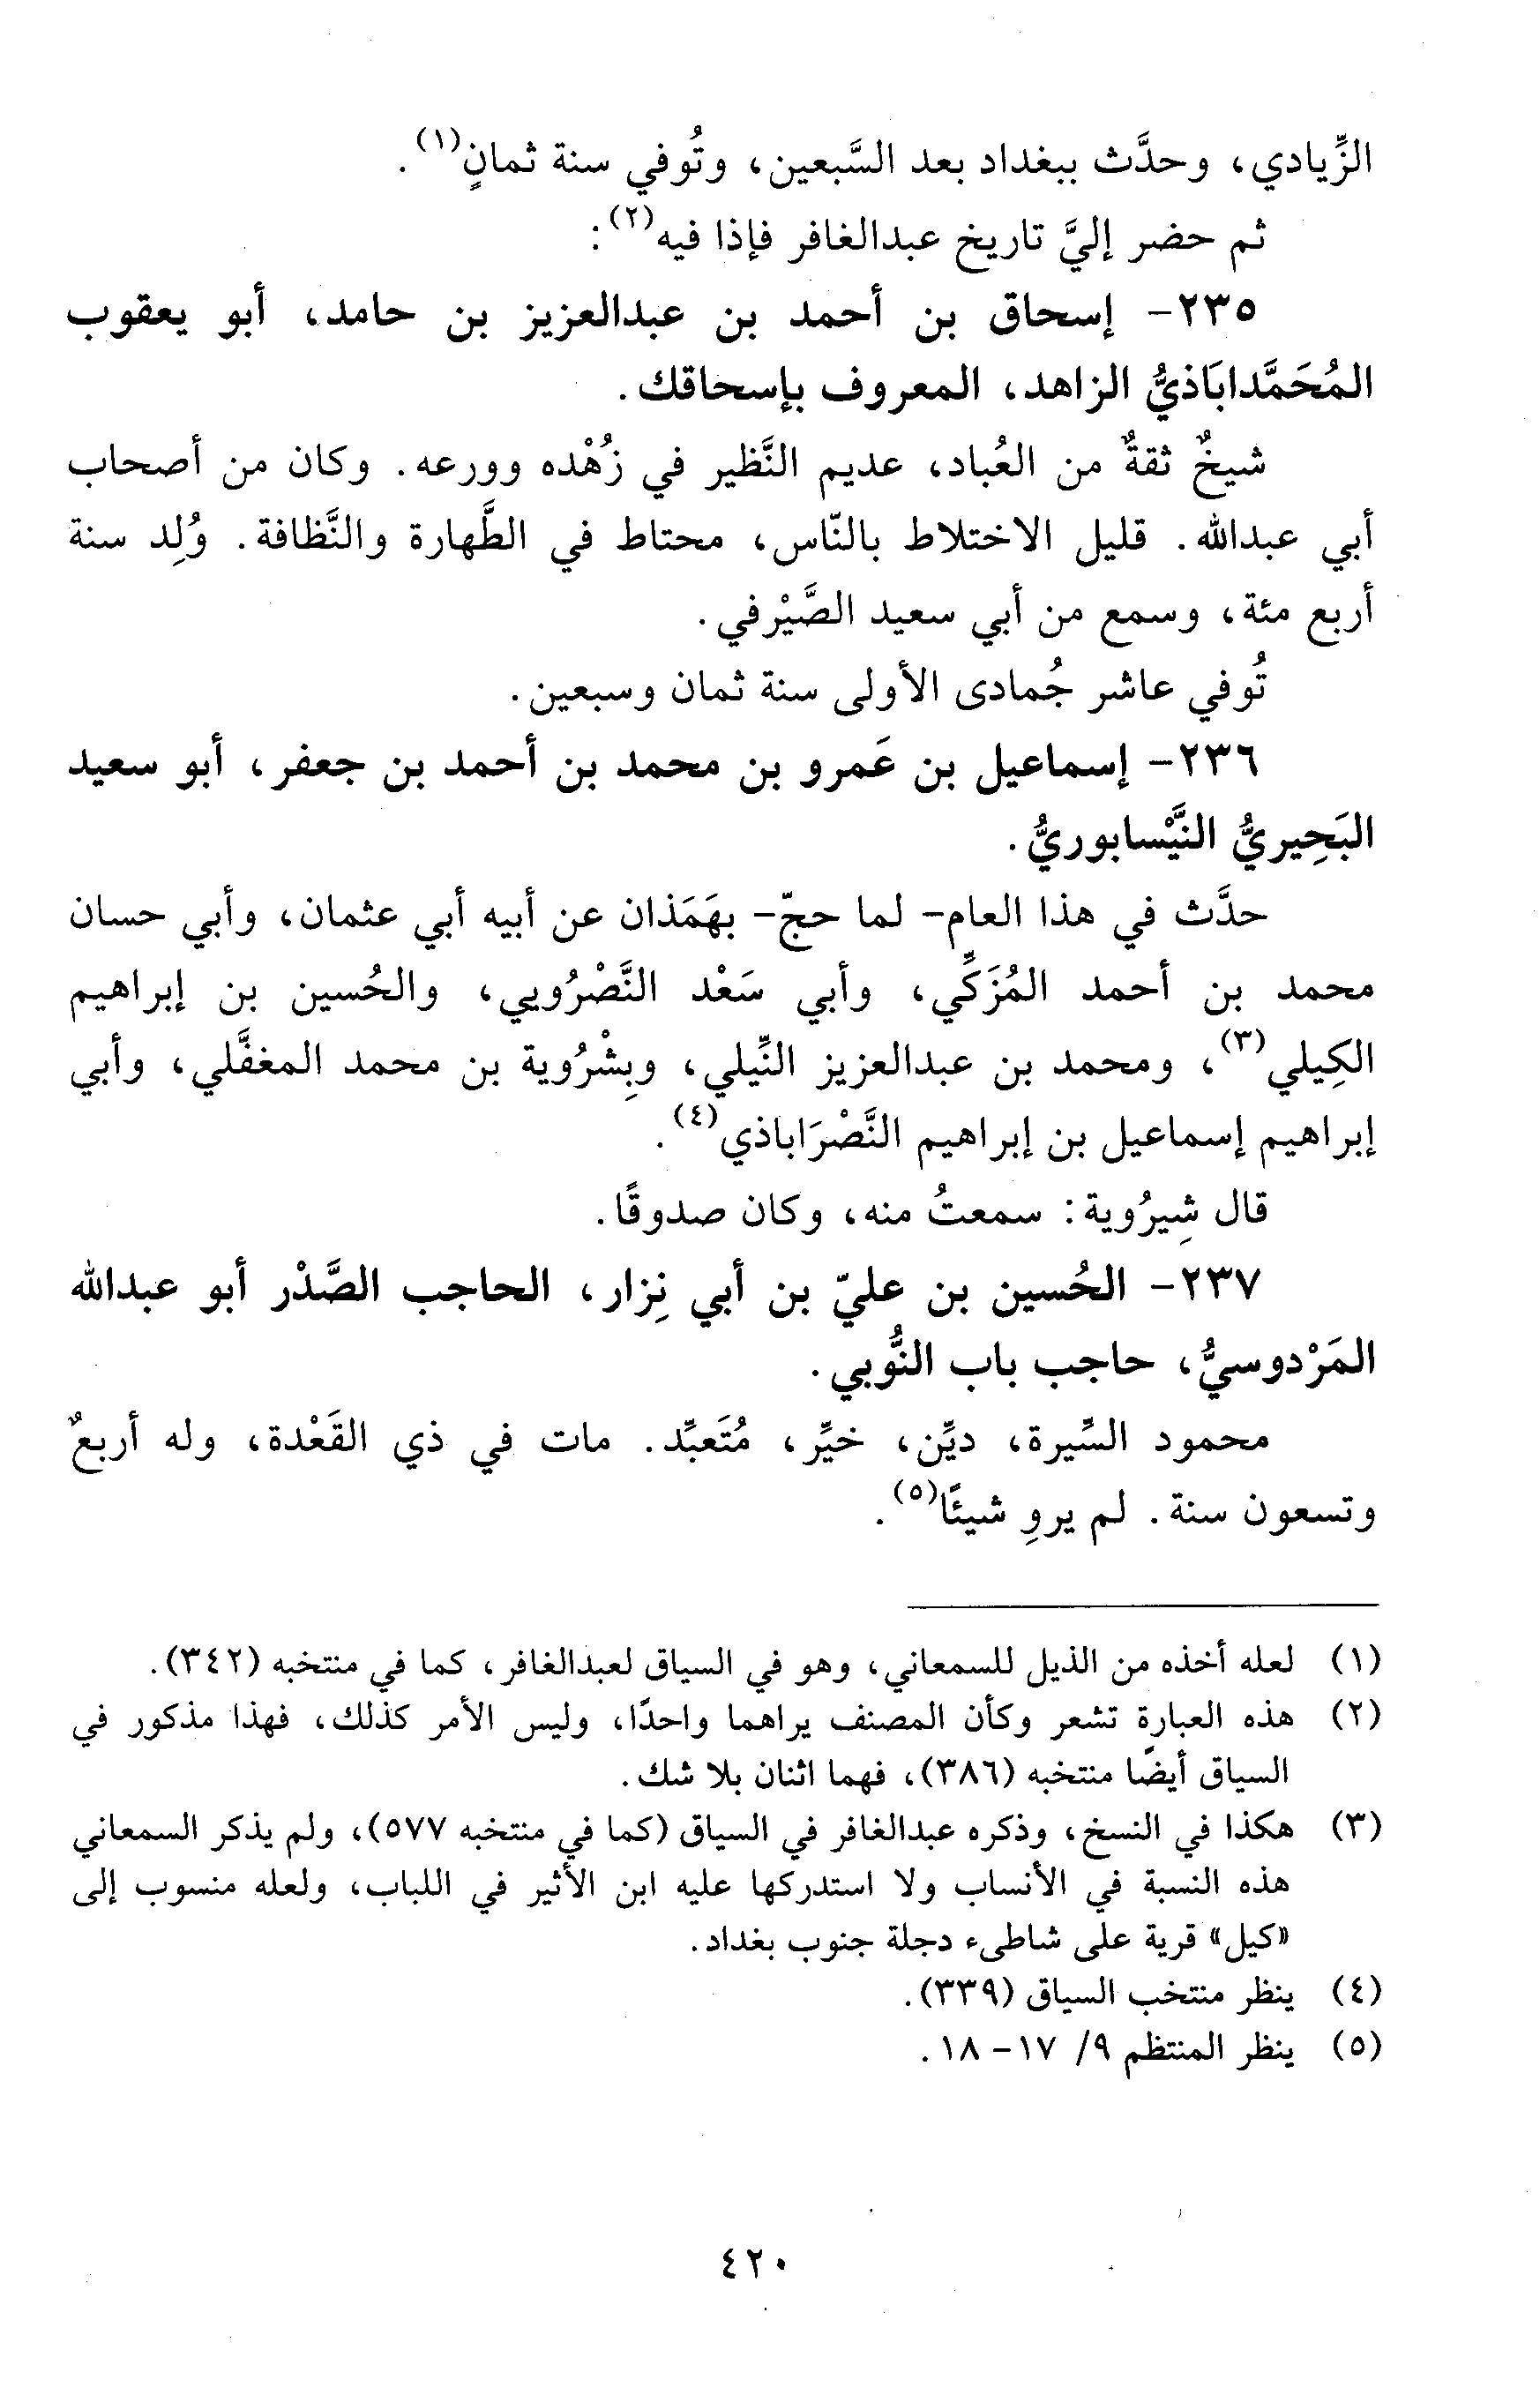 الزِّيادي، وحدَّث ببغداد بعد السَّبعين، وتُوفي سنة ثمانٍ(١).
ثم حضر إليَّ تاريخ عبدالغافر فإذا فيه(٢):
٢٣٥- إسحاق بن أحمد بن عبدالعزيز بن حامد، أبو يعقوب
المُحَمَّداباَذيُّ الزاهد، المعروف بإسحاقك.
شيخٌ ثقةٌ من العُباد، عديم النَّظير في زُهْده وورعه. وكان من أصحاب
أبي عبدالله. قليل الاختلاط بالنّاس، محتاط في الطَّهارة والنَّظافة. وُلِد سنة
أربع مئة، وسمع من أبي سعيد الصَّيْرفي.
تُوفي عاشر جُمادى الأولى سنة ثمان وسبعين.
٢٣٦- إسماعيل بن عَمرو بن محمد بن أحمد بن جعفر، أبو سعيد
البَحِيريُّ النَّيْسابوريُّ.
حدَّث في هذا العام- لما حجّ- بهَمَذان عن أبيه أبي عثمان، وأبي حسان
محمد بن أحمد المُزَكِّي، وأبي سَعْد النَّصْرُويي، والحُسين بن إبراهيم
الكِيلي(٣)، ومحمد بن عبدالعزيز النِّيلي، وبِشْرُوية بن محمد المغفَّلي، وأبي
إبراهيم إسماعيل بن إبراهيم النَّصْرَاباذي(٤).
قال شِيرُوية: سمعتُ منه، وكان صدوقًا.
٢٣٧- الحُسين بن عليّ بن أبي نِزار، الحاجب الصَّدْر أبو عبدالله
المَرْدوسيُّ، حاجب باب النُّوبي.
محمود السِّيرة، ديِّن، خيِّر، مُتَعبِّد. مات في ذي القَعْدة، وله أربعٌ
وتسعون سنة. لم يروِ شيئًا(٥).
(١) لعله أخذه من الذيل للسمعاني، وهو في السياق لعبدالغافر، كما في منتخبه (٣٤٢).
(٢) هذه العبارة تشعر وكأن المصنف يراهما واحدًا، وليس الأمر كذلك، فهذا مذكور في
السياق أيضًا منتخبه (٣٨٦)، فهما اثنان بلا شك.
(٣) هكذا في النسخ، وذكره عبدالغافر في السياق (كما في منتخبه ٥٧٧)، ولم يذكر السمعاني
هذه النسبة في الأنساب ولا استدركها عليه ابن الأثير في اللباب، ولعله منسوب إلى
«كيل» قرية على شاطىء دجلة جنوب بغداد.
(٤) ينظر منتخب السياق (٣٣٩).
(٥) ينظر المنتظم ٩/ ١٧- ١٨.
٤٢٠